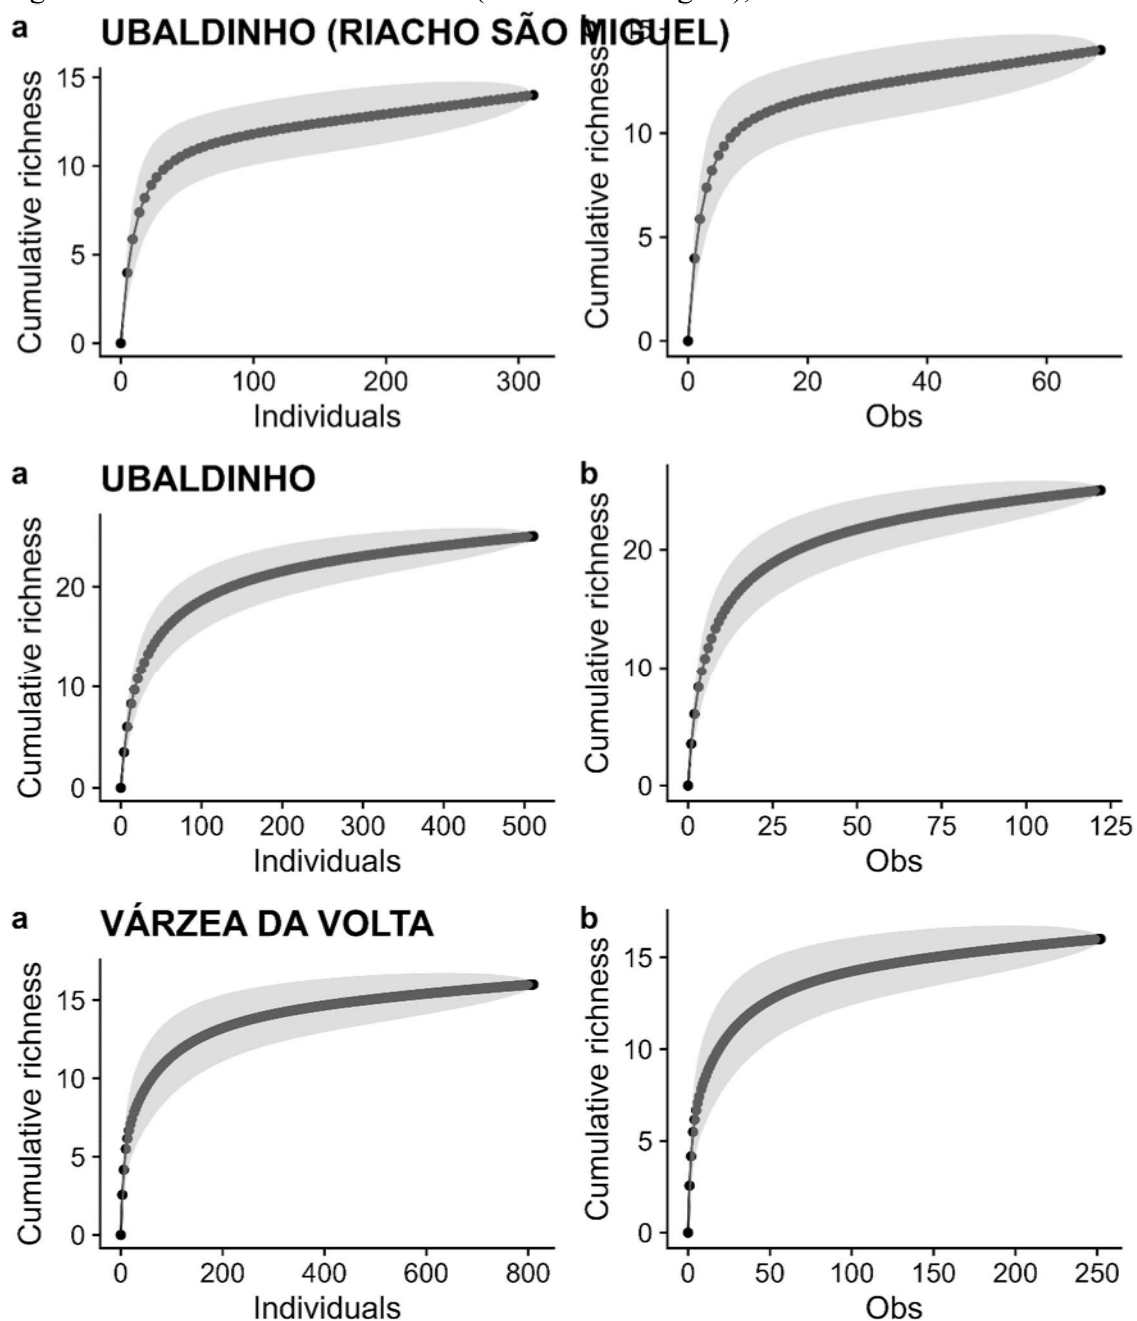 a UBALDINHO (RIACHO SÃO MIGUEL)
Cumulative richness
15
10
5
0
0 100 200 300
Individuals
b
Cumulative richness
15
10
5
0
0 20 40 60
Obs
a UBALDINHO
Cumulative richness
20
10
0
0 100 200 300 400 500
Individuals
b
Cumulative richness
20
10
0
0 25 50 75 100 125
Obs
a VÁRZEA DA VOLTA
Cumulative richness
15
10
5
0
0 200 400 600 800
Individuals
b
Cumulative richness
15
10
5
0
0 50 100 150 200 250
Obs